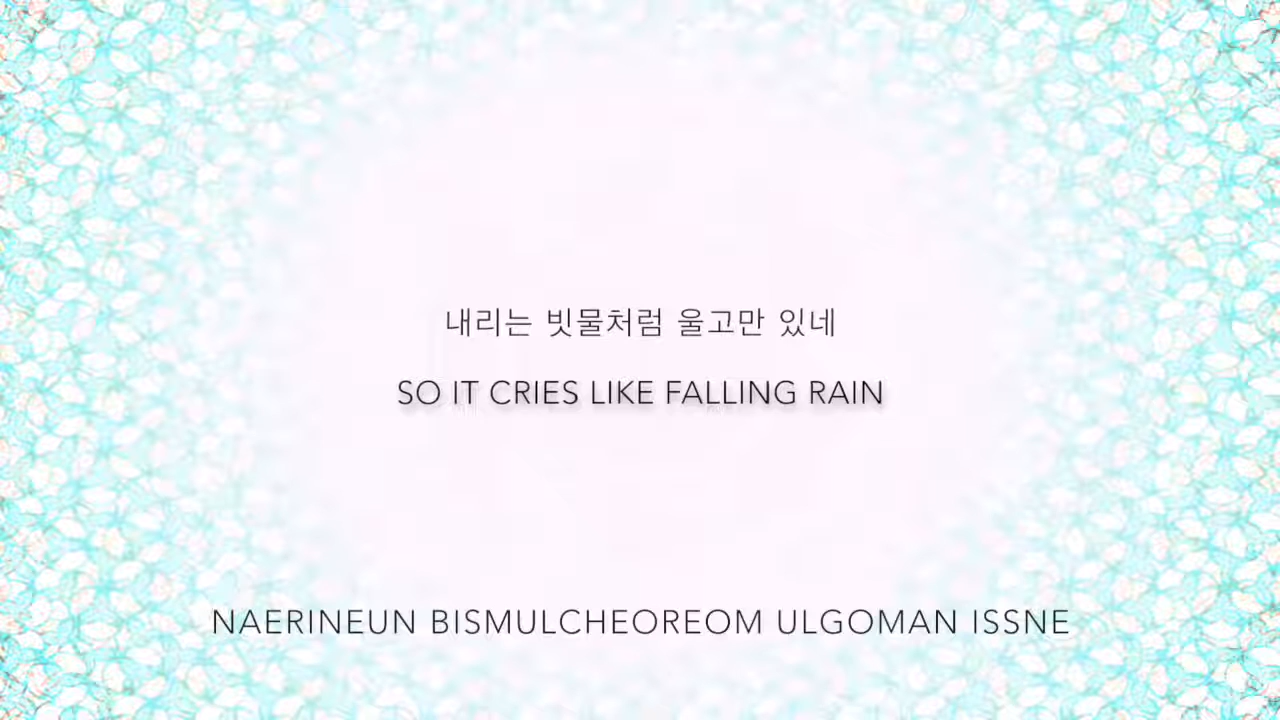 내리는 빗물처럼 울고만 있네
SO IT CRIES LIKE FALLING RAIN
NAERINEUN BISMULCHEOREOM ULGOMAN ISSNE